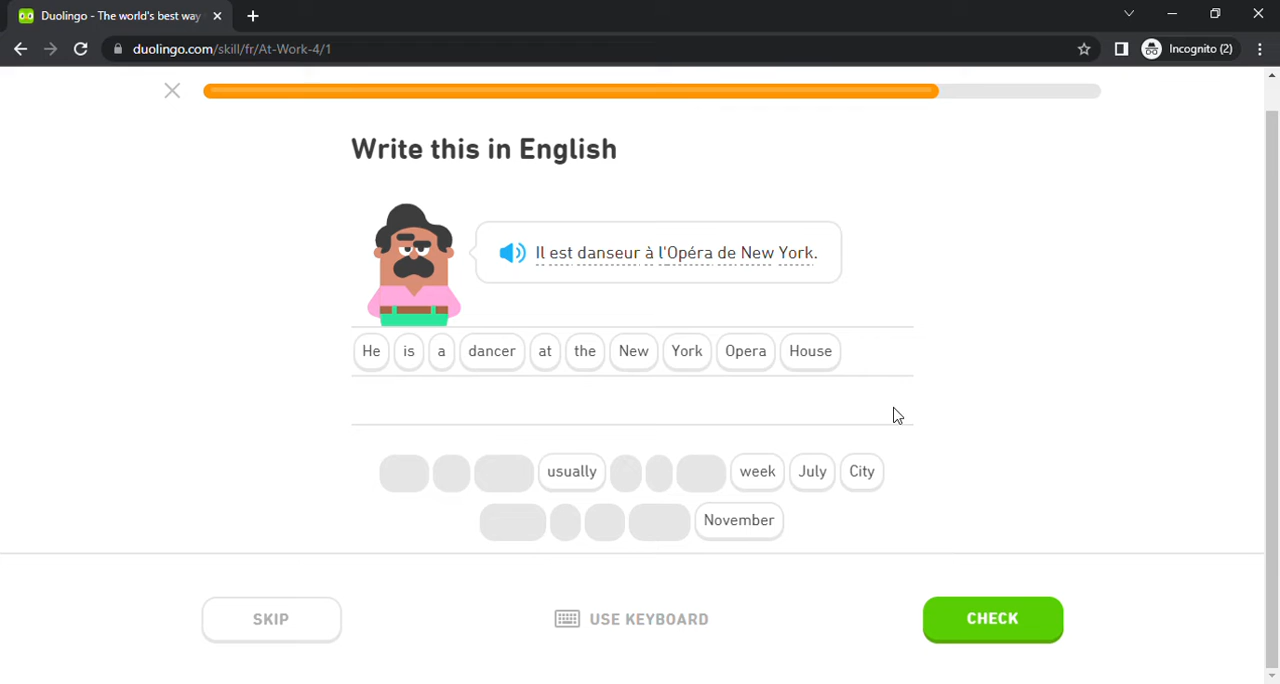 Duolingo - The world's best way
Incognito (2)
duolingo.com/skill/fr/At-Work-4/1
Write this in English
Il est danseur à l'Opéra de New York.
He is a dancer at the New York Opera House
usually week July City
November
SKIP USE KEYBOARD CHECK